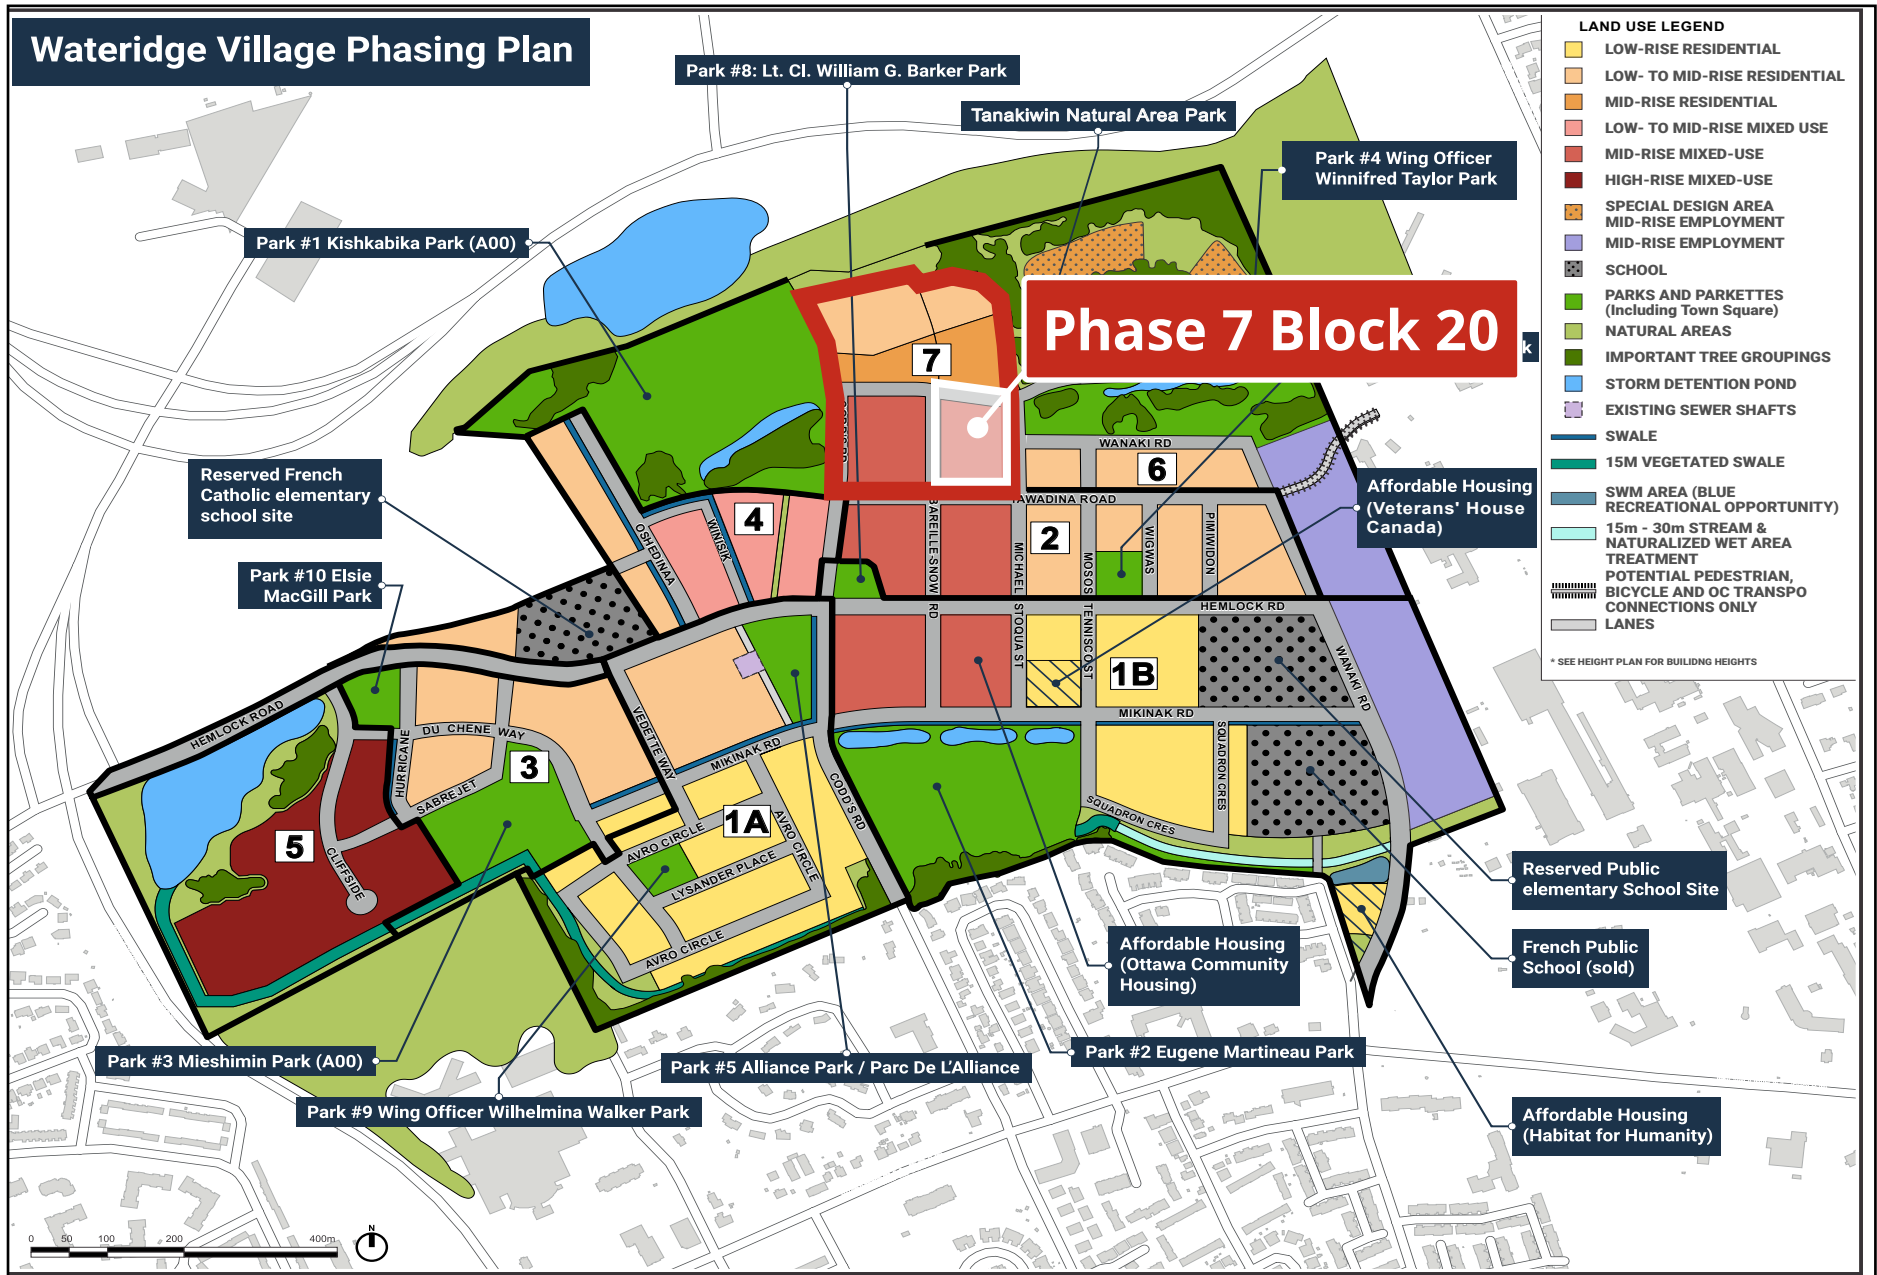 Wateridge Village Phasing Plan
Park #8: Lt. Cl. William G. Barker Park
Tanakiwin Natural Area Park
Park #4 Wing Officer
Winnifred Taylor Park
Park #1 Kishkabika Park (A00)
LAND USE LEGEND
LOW-RISE RESIDENTIAL
LOW- TO MID-RISE RESIDENTIAL
MID-RISE RESIDENTIAL
LOW- TO MID-RISE MIXED USE
MID-RISE MIXED-USE
HIGH-RISE MIXED-USE
SPECIAL DESIGN AREA
MID-RISE EMPLOYMENT
MID-RISE EMPLOYMENT
SCHOOL
PARKS AND PARKETTES
(Including Town Square)
NATURAL AREAS
IMPORTANT TREE GROUPINGS
STORM DETENTION POND
EXISTING SEWER SHAFTS
SWALE
15M VEGETATED SWALE
SWM AREA (BLUE
RECREATIONAL OPPORTUNITY)
15m - 30m STREAM &
NATURALIZED WET AREA
TREATMENT
POTENTIAL PEDESTRIAN,
BICYCLE AND OC TRANSPO
CONNECTIONS ONLY
LANES
* SEE HEIGHT PLAN FOR BUILIDNG HEIGHTS
Phase 7 Block 20
k
7
WANAKI RD
6
Reserved French
Catholic elementary
school site
Affordable Housing
(Veterans' House
Canada)
AWADINA ROAD
4
2
OSHEDINAA
WINISIK
BAREILLE-SNOW RD
MICHAEL STOQUA ST
MOSOS
WIGWAS
PIMIWIDON
TENNISCO ST
Park #10 Elsie
MacGill Park
HEMLOCK RD
1B
WANAKI RD
HEMLOCK ROAD
MIKINAK RD
DU CHENE WAY
HURRICANE
VEDETTE WAY
MIKINAK RD
SQUADRON CRES
3
SABREJET
CODD'S RD
SQUADRON CRES
1A
AVRO CIRCLE
AVRO CIRCLE
5
CLIFFSIDE
LYSANDER PLACE
AVRO CIRCLE
Reserved Public
elementary School Site
French Public
School (sold)
Affordable Housing
(Ottawa Community
Housing)
Park #3 Mieshimin Park (A00)
Park #5 Alliance Park / Parc De L'Alliance
Park #2 Eugene Martineau Park
Park #9 Wing Officer Wilhelmina Walker Park
Affordable Housing
(Habitat for Humanity)
0 50 100 200 400m
N